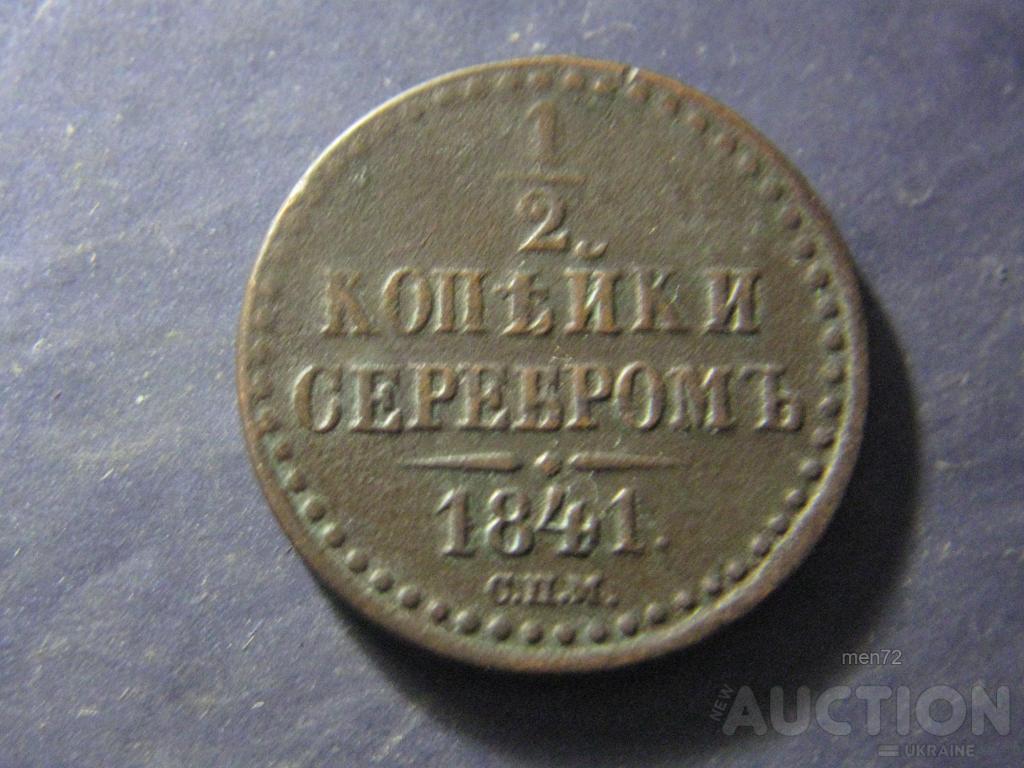 1
2.
КОПѢЙКИ
СЕРЕБРОМЪ
1841.
С.П.М.
men72
NEW
AUCTION
UKRAINE